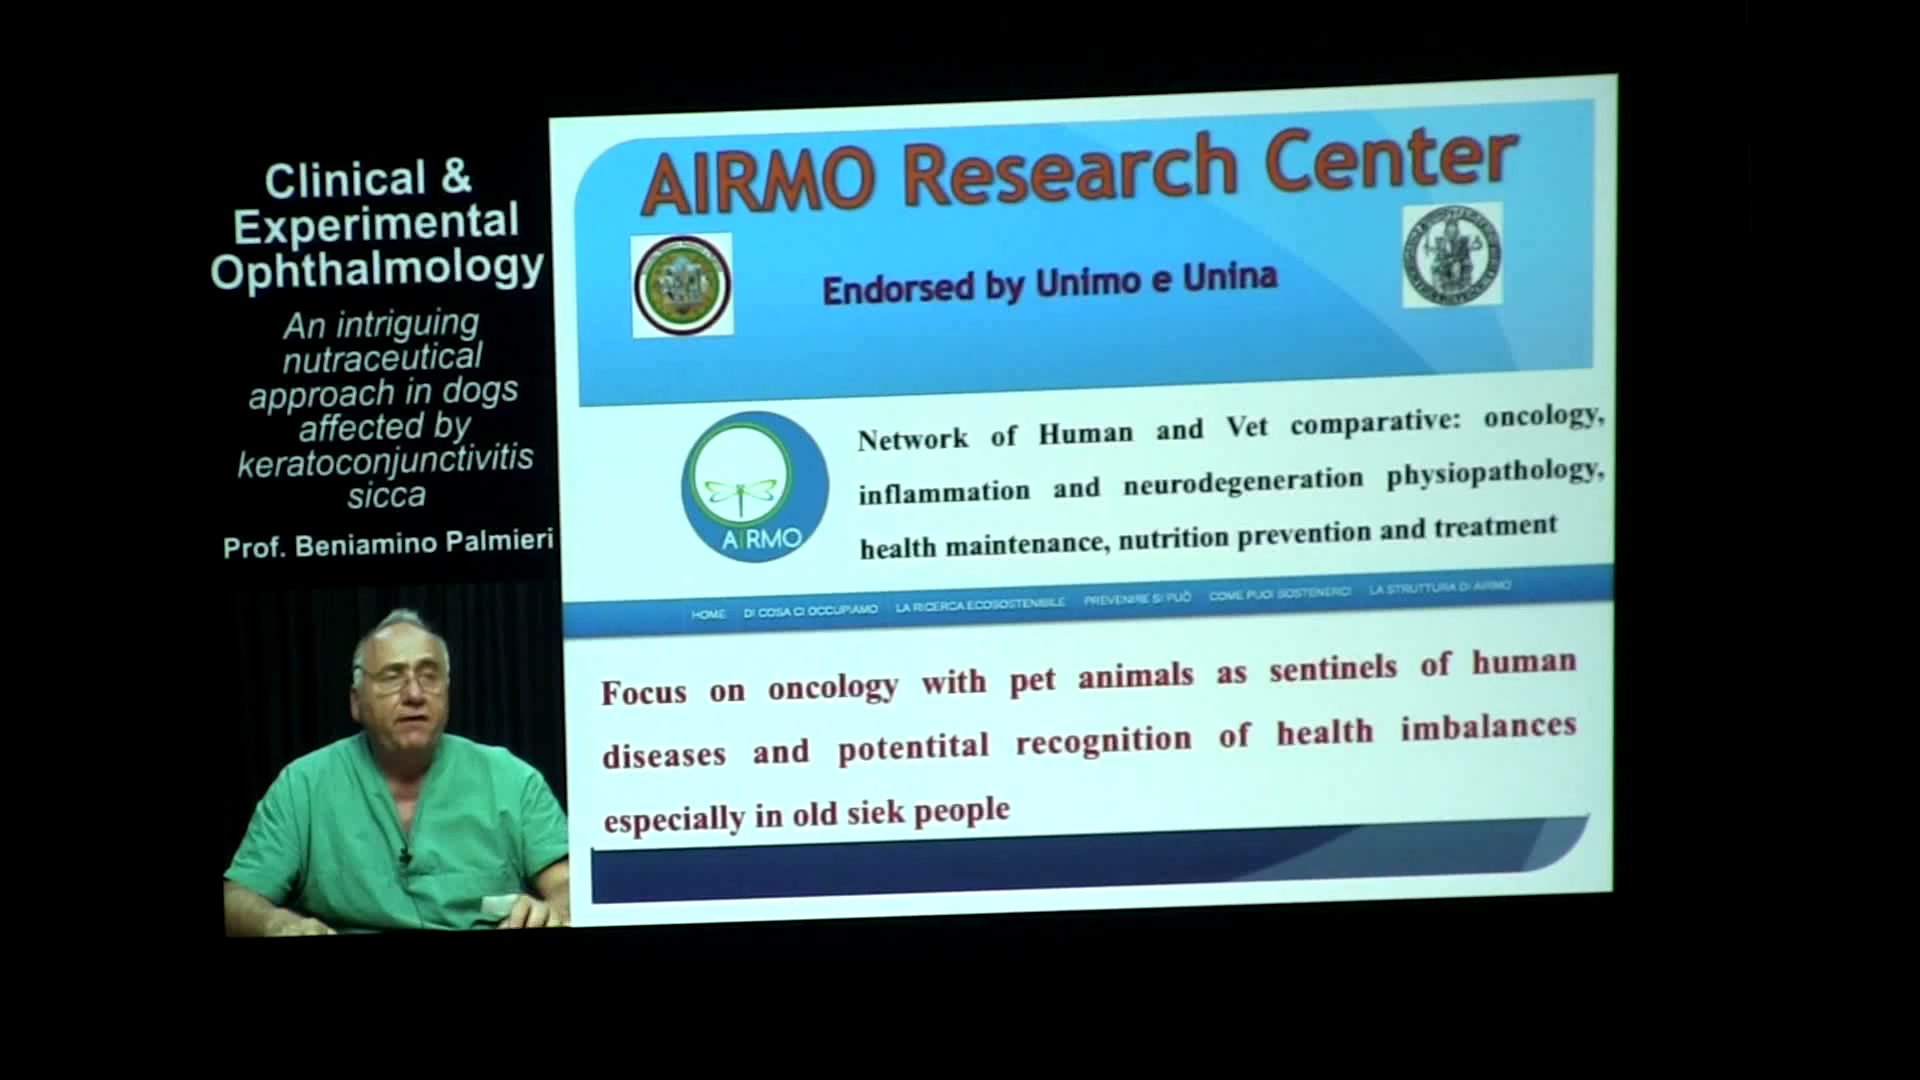 Clinical &
Experimental
Ophthalmology
An intriguing
nutraceutical
approach in dogs
affected by
keratoconjunctivitis
sicca
Prof. Beniamino Palmieri
AIRMO Research Center
Endorsed by Unimo e Unina
Network of Human and Vet comparative: oncology,
inflammation and neurodegeneration physiopathology,
health maintenance, nutrition prevention and treatment
AIRMO
HOME DI COSA CI OCCUPIAMO LA RICERCA ECOSOSTENIBILE PREVENIRE SI PUÒ COME PUOI SOSTENERCI LA STRUTTURA DI AIRMO
Focus on oncology with pet animals as sentinels of human
diseases and potentital recognition of health imbalances
especially in old siek people